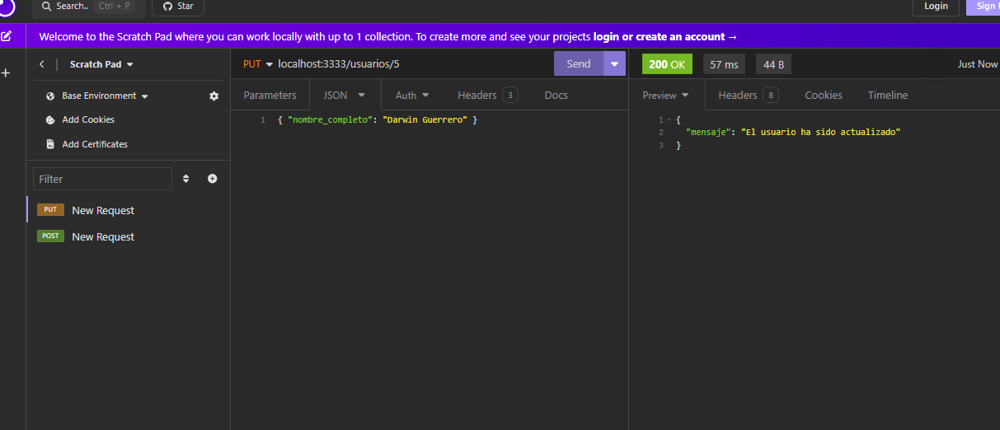 Search.. Ctrl + P Star Login Sign
Welcome to the Scratch Pad where you can work locally with up to 1 collection. To create more and see your projects login or create an account →
Scratch Pad
Base Environment
Add Cookies
Add Certificates
Filter
PUT New Request
POST New Request
PUT localhost:3333/usuarios/5 Send
Parameters JSON Auth Headers 3 Docs
1 { "nombre_completo": "Darwin Guerrero" }
200 OK 57 ms 44 B Just Now
Preview Headers 8 Cookies Timeline
1 {
2 "mensaje": "El usuario ha sido actualizado"
3 }